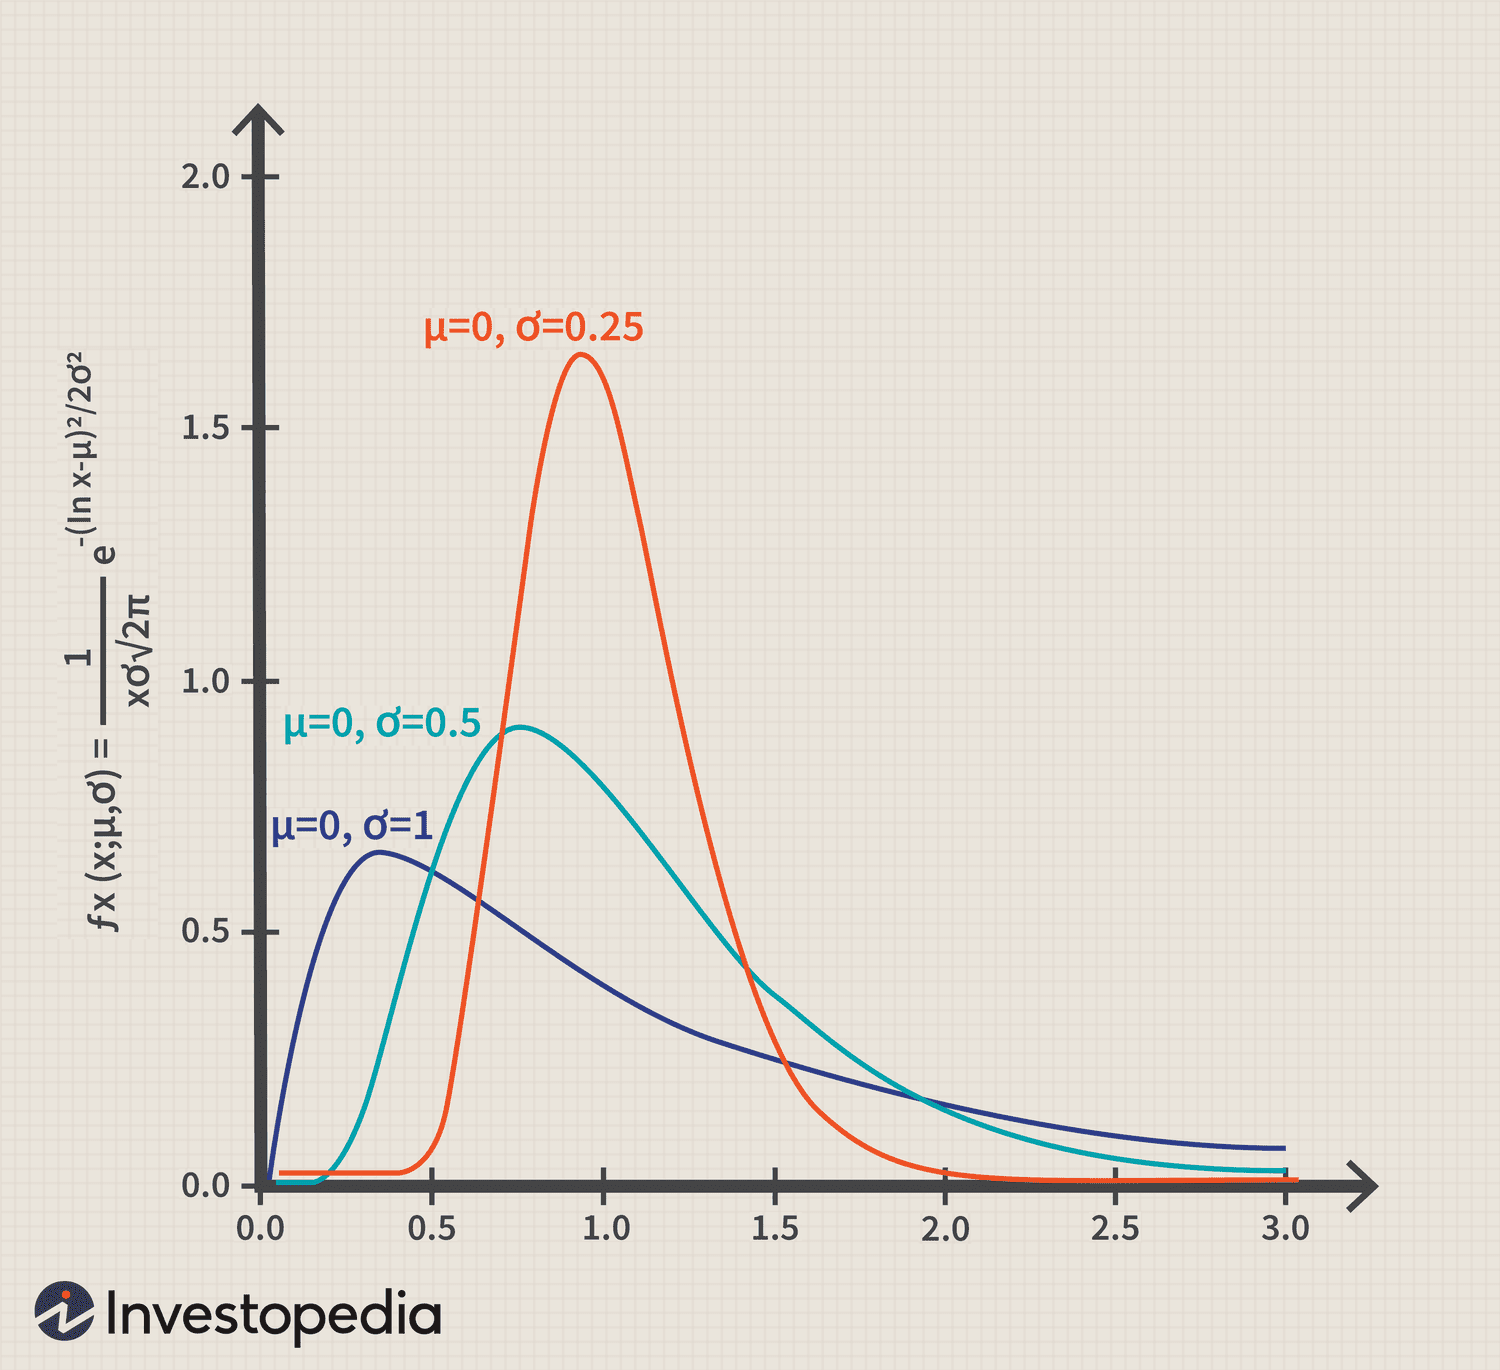 2.0
1.5
1.0
0.5
0.0
ƒx (x;μ,σ) = 1 / xσ√2π e -(ln x-μ)²/2σ²
μ=0, σ=0.25
μ=0, σ=0.5
μ=0, σ=1
0.0 0.5 1.0 1.5 2.0 2.5 3.0
Investopedia